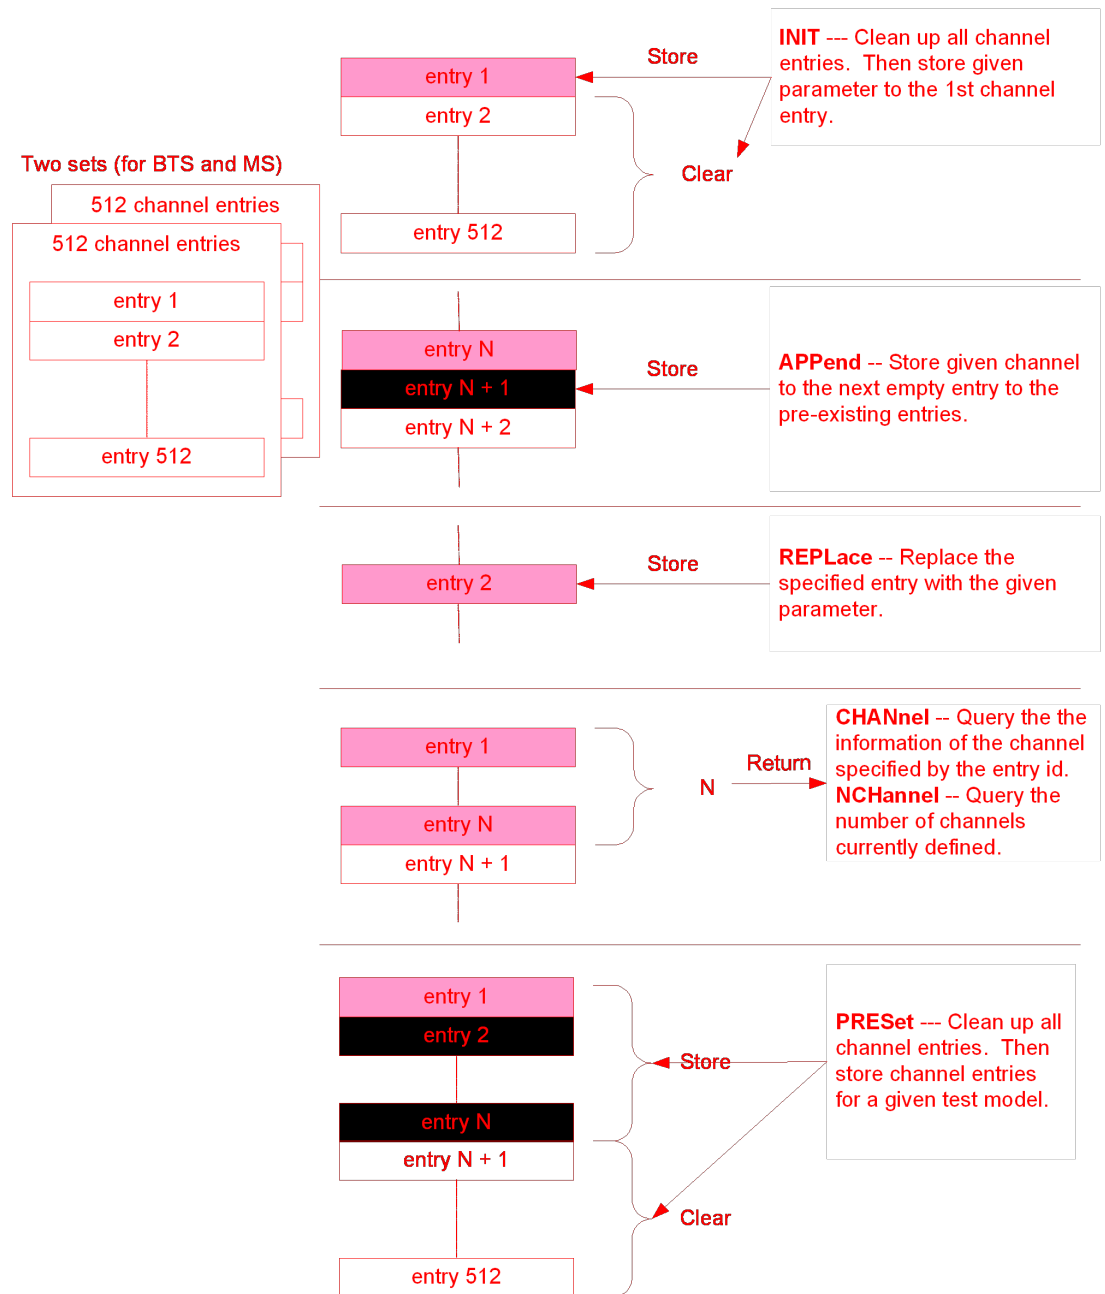 Two sets (for BTS and MS)
512 channel entries
512 channel entries
entry 1
entry 2
entry 512
entry 1
entry 2
entry 512
Store
Clear
INIT --- Clean up all channel
entries.  Then store given
parameter to the 1st channel
entry.
entry N
entry N + 1
entry N + 2
Store
APPend -- Store given channel
to the next empty entry to the
pre-existing entries.
entry 2
Store
REPLace -- Replace the
specified entry with the given
parameter.
entry 1
entry N
entry N + 1
N
Return
CHANnel -- Query the the
information of the channel
specified by the entry id.
NCHannel -- Query the
number of channels
currently defined.
entry 1
entry 2
entry N
entry N + 1
entry 512
Store
Clear
PRESet --- Clean up all
channel entries.  Then
store channel entries
for a given test model.